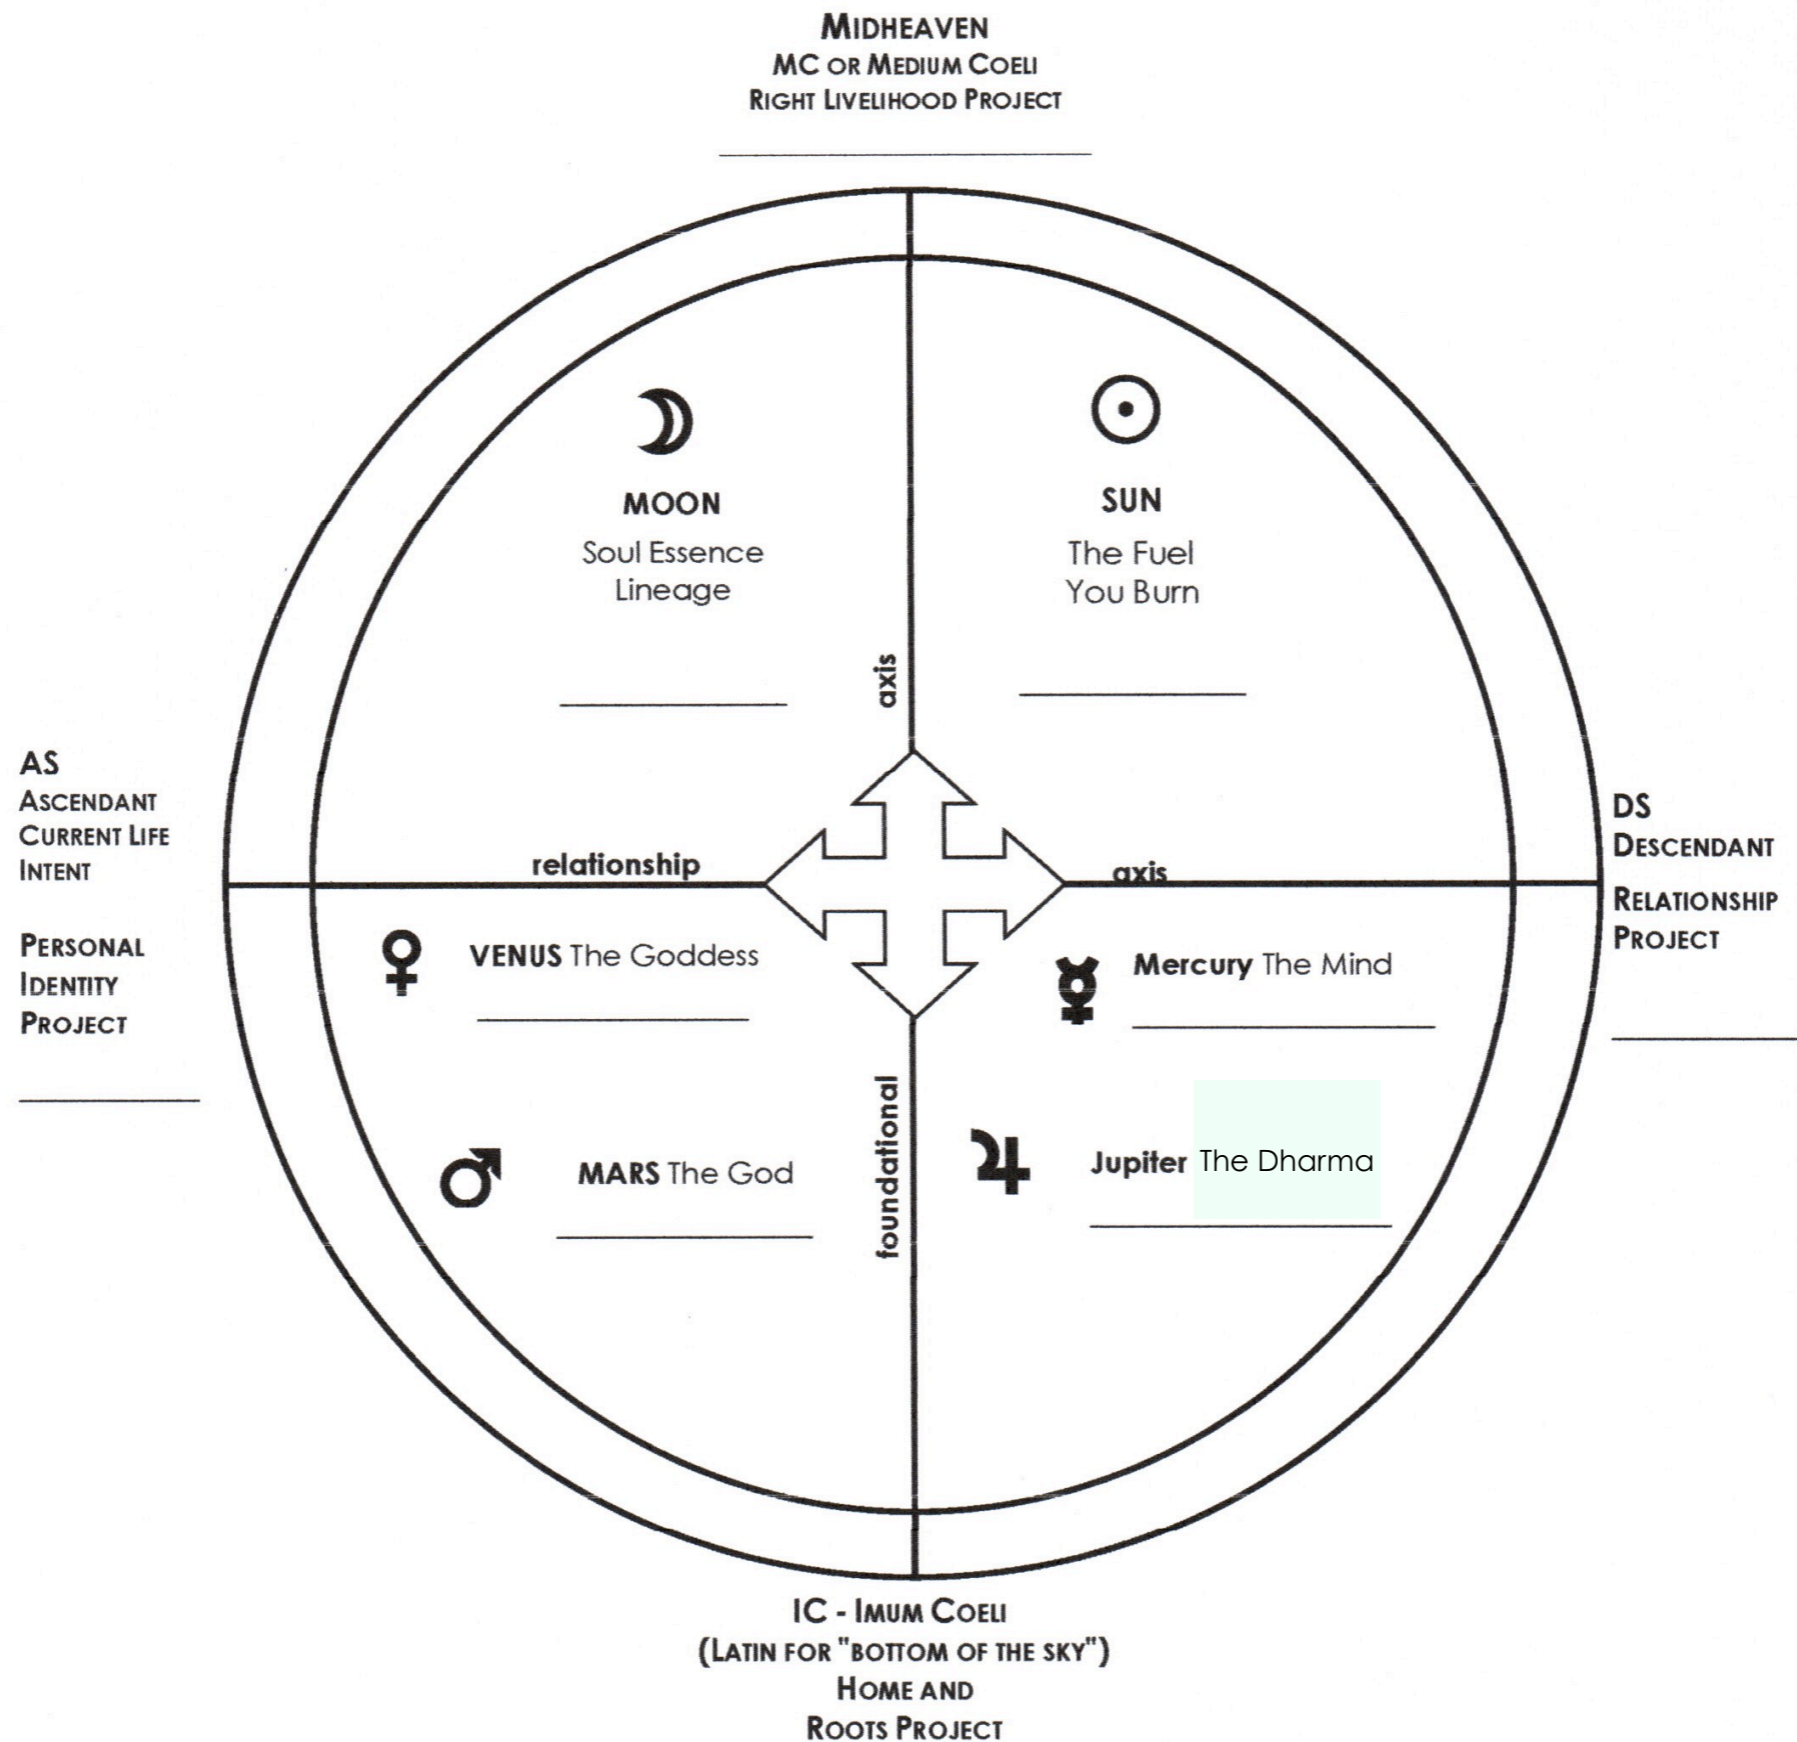 MIDHEAVEN
MC OR MEDIUM COELI
RIGHT LIVELIHOOD PROJECT
MOON
Soul Essence
Lineage
SUN
The Fuel
You Burn
axis
AS
ASCENDANT
CURRENT LIFE
INTENT
PERSONAL
IDENTITY
PROJECT
relationship
axis
DS
DESCENDANT
RELATIONSHIP
PROJECT
VENUS The Goddess
Mercury The Mind
MARS The God
foundational
Jupiter The Dharma
IC - IMUM COELI
(LATIN FOR "BOTTOM OF THE SKY")
HOME AND
ROOTS PROJECT